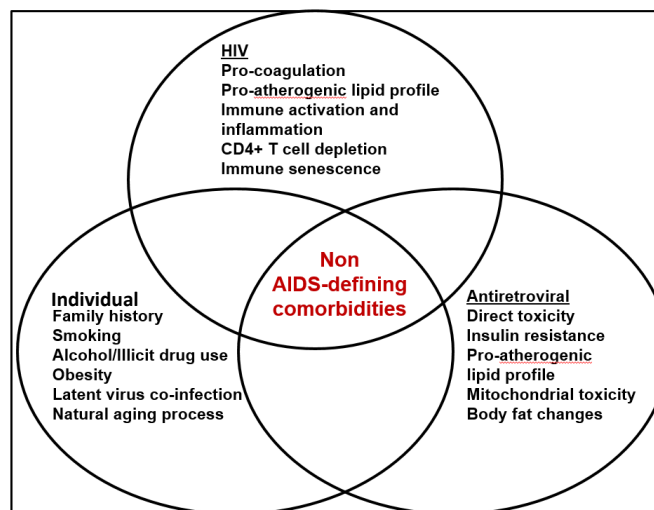 HIV
Pro-coagulation
Pro-atherogenic lipid profile
Immune activation and
inflammation
CD4+ T cell depletion
Immune senescence
Non
AIDS-defining
comorbidities
Individual
Family history
Smoking
Alcohol/Illicit drug use
Obesity
Latent virus co-infection
Natural aging process
Antiretroviral
Direct toxicity
Insulin resistance
Pro-atherogenic
lipid profile
Mitochondrial toxicity
Body fat changes